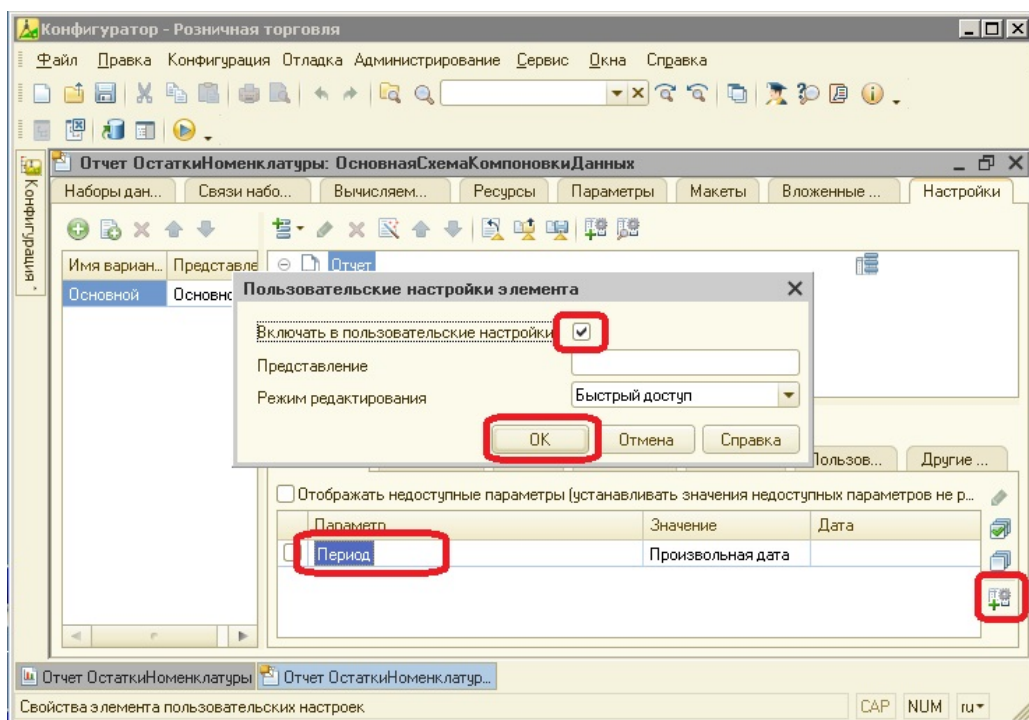 Конфигуратор - Розничная торговля
Файл Правка Конфигурация Отладка Администрирование Сервис Окна Справка
Отчет ОстаткиНоменклатуры: ОсновнаяСхемаКомпоновкиДанных
Конфигурация
Наборы дан... Связи набо... Вычисляем... Ресурсы Параметры Макеты Вложенные ... Настройки
Имя вариан... Представле
Отчет
Основной Основно
Пользовательские настройки элемента
Включать в пользовательские настройки
Представление
Режим редактирования Быстрый доступ
ОК Отмена Справка
Пользов... Другие ...
Отображать недоступные параметры (устанавливать значения недоступных параметров не р...
Параметр Значение Дата
Период Произвольная дата
Отчет ОстаткиНоменклатуры Отчет ОстаткиНоменклатур...
Свойства элемента пользовательских настроек CAP NUM ru